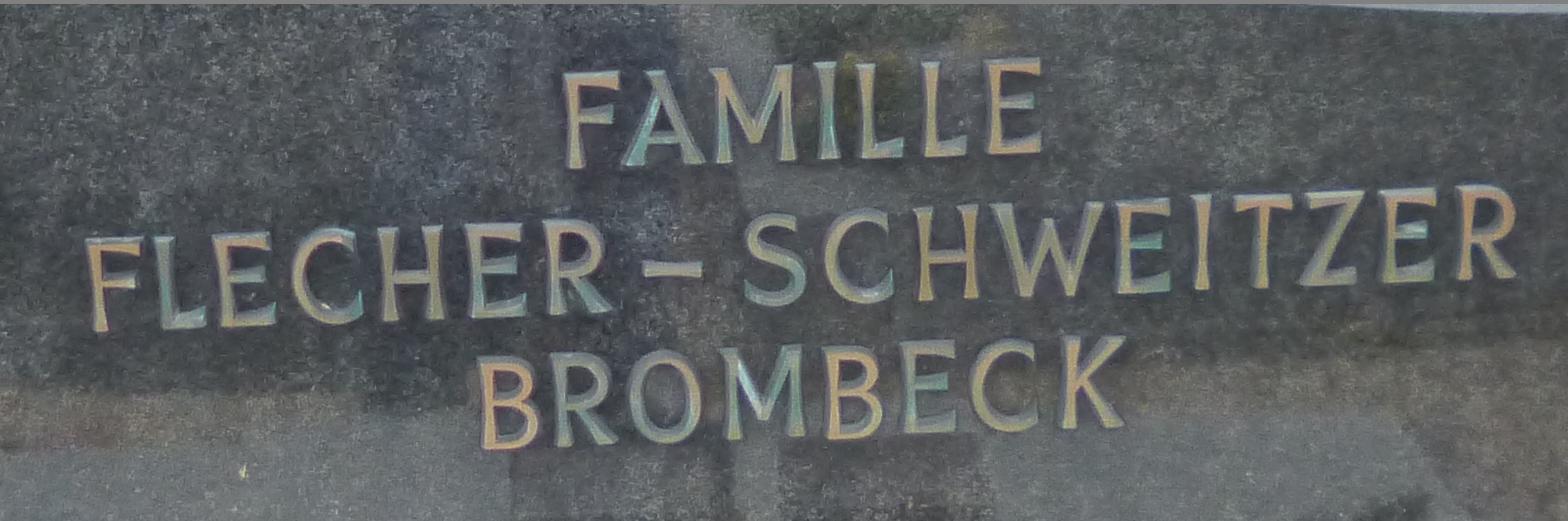 FAMILLE
FLECHER - SCHWEITZER
BROMBECK